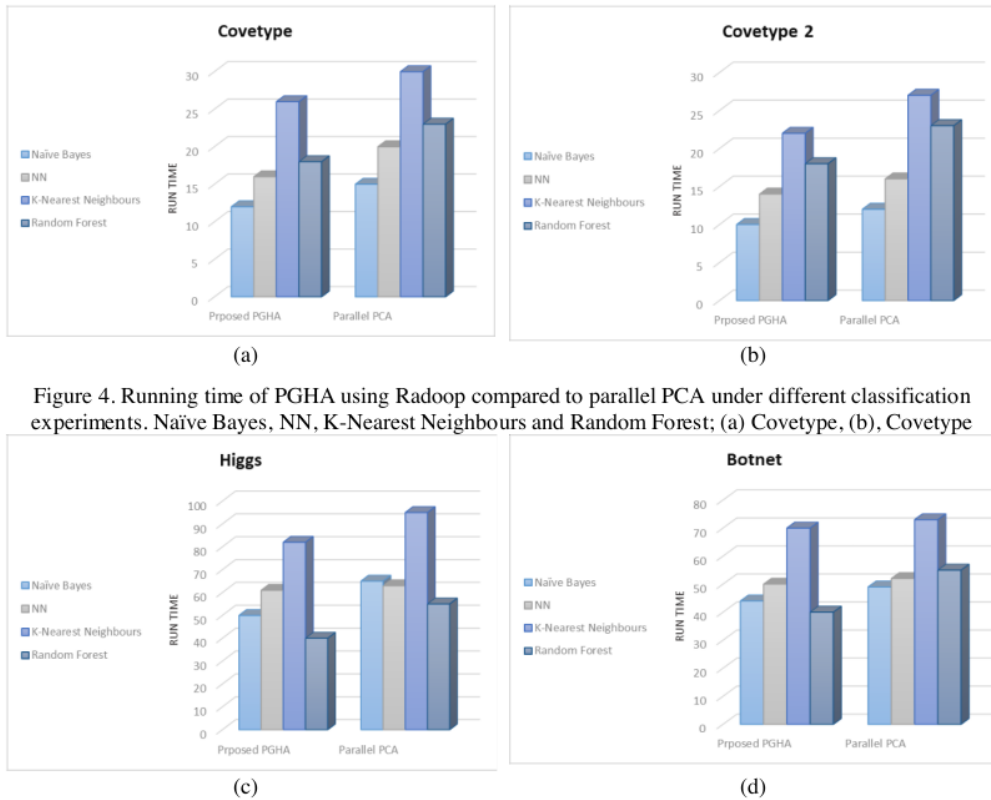 Covetype
30
25
20
15
10
5
0
RUN TIME
Naïve Bayes
NN
K-Nearest Neighbours
Random Forest
Prposed PGHA
Parallel PCA
(a)
Covetype 2
30
25
20
15
10
5
0
RUN TIME
Naïve Bayes
NN
K-Nearest Neighbours
Random Forest
Prposed PGHA
Parallel PCA
(b)
Figure 4. Running time of PGHA using Radoop compared to parallel PCA under different classification
experiments. Naïve Bayes, NN, K-Nearest Neighbours and Random Forest; (a) Covetype, (b), Covetype
Higgs
100
90
80
70
60
50
40
30
20
10
0
RUN TIME
Naïve Bayes
NN
K-Nearest Neighbours
Random Forest
Prposed PGHA
Parallel PCA
(c)
Botnet
80
70
60
50
40
30
20
10
0
RUN TIME
Naïve Bayes
NN
K-Nearest Neighbours
Random Forest
Prposed PGHA
Parallel PCA
(d)